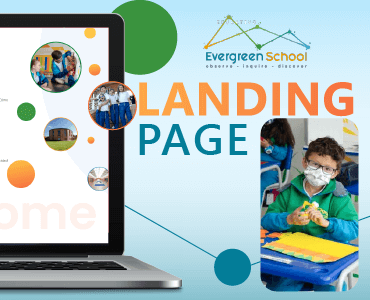 Evergreen School
observe - inquire - discover
LANDING
PAGE
ome